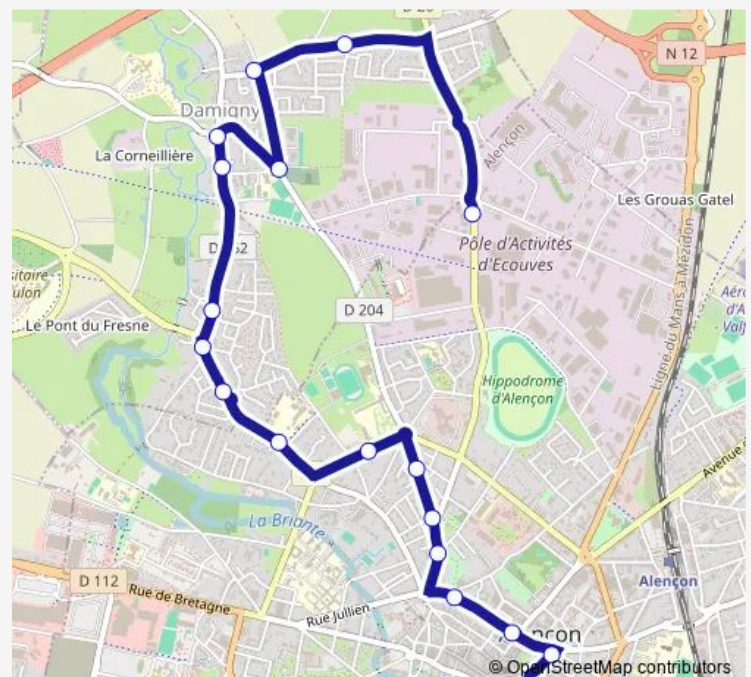 N 12
Damigny
La Corneillière
Alençon
Les Grouas Gatel
Pôle d'Activités
d'Ecouves
Le Pont du Fresne
D 204
Ligne du Mans à Mézidon
Hippodrome
d'Alençon
Avenue
La Briante
D 112
Rue de Bretagne
Rue Jullien
Alençon
© OpenStreetMap contributors